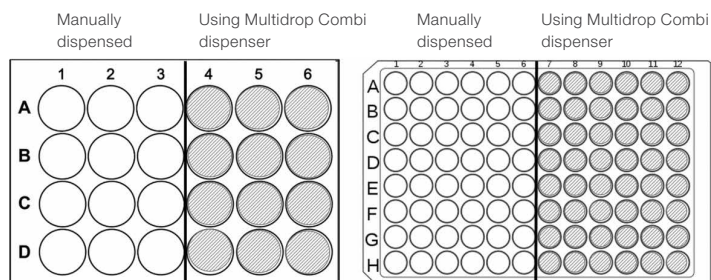 Manually
dispensed
Using Multidrop Combi
dispenser
1 2 3 4 5 6
A
B
C
D
Manually
dispensed
Using Multidrop Combi
dispenser
1 2 3 4 5 6 7 8 9 10 11 12
A
B
C
D
E
F
G
H